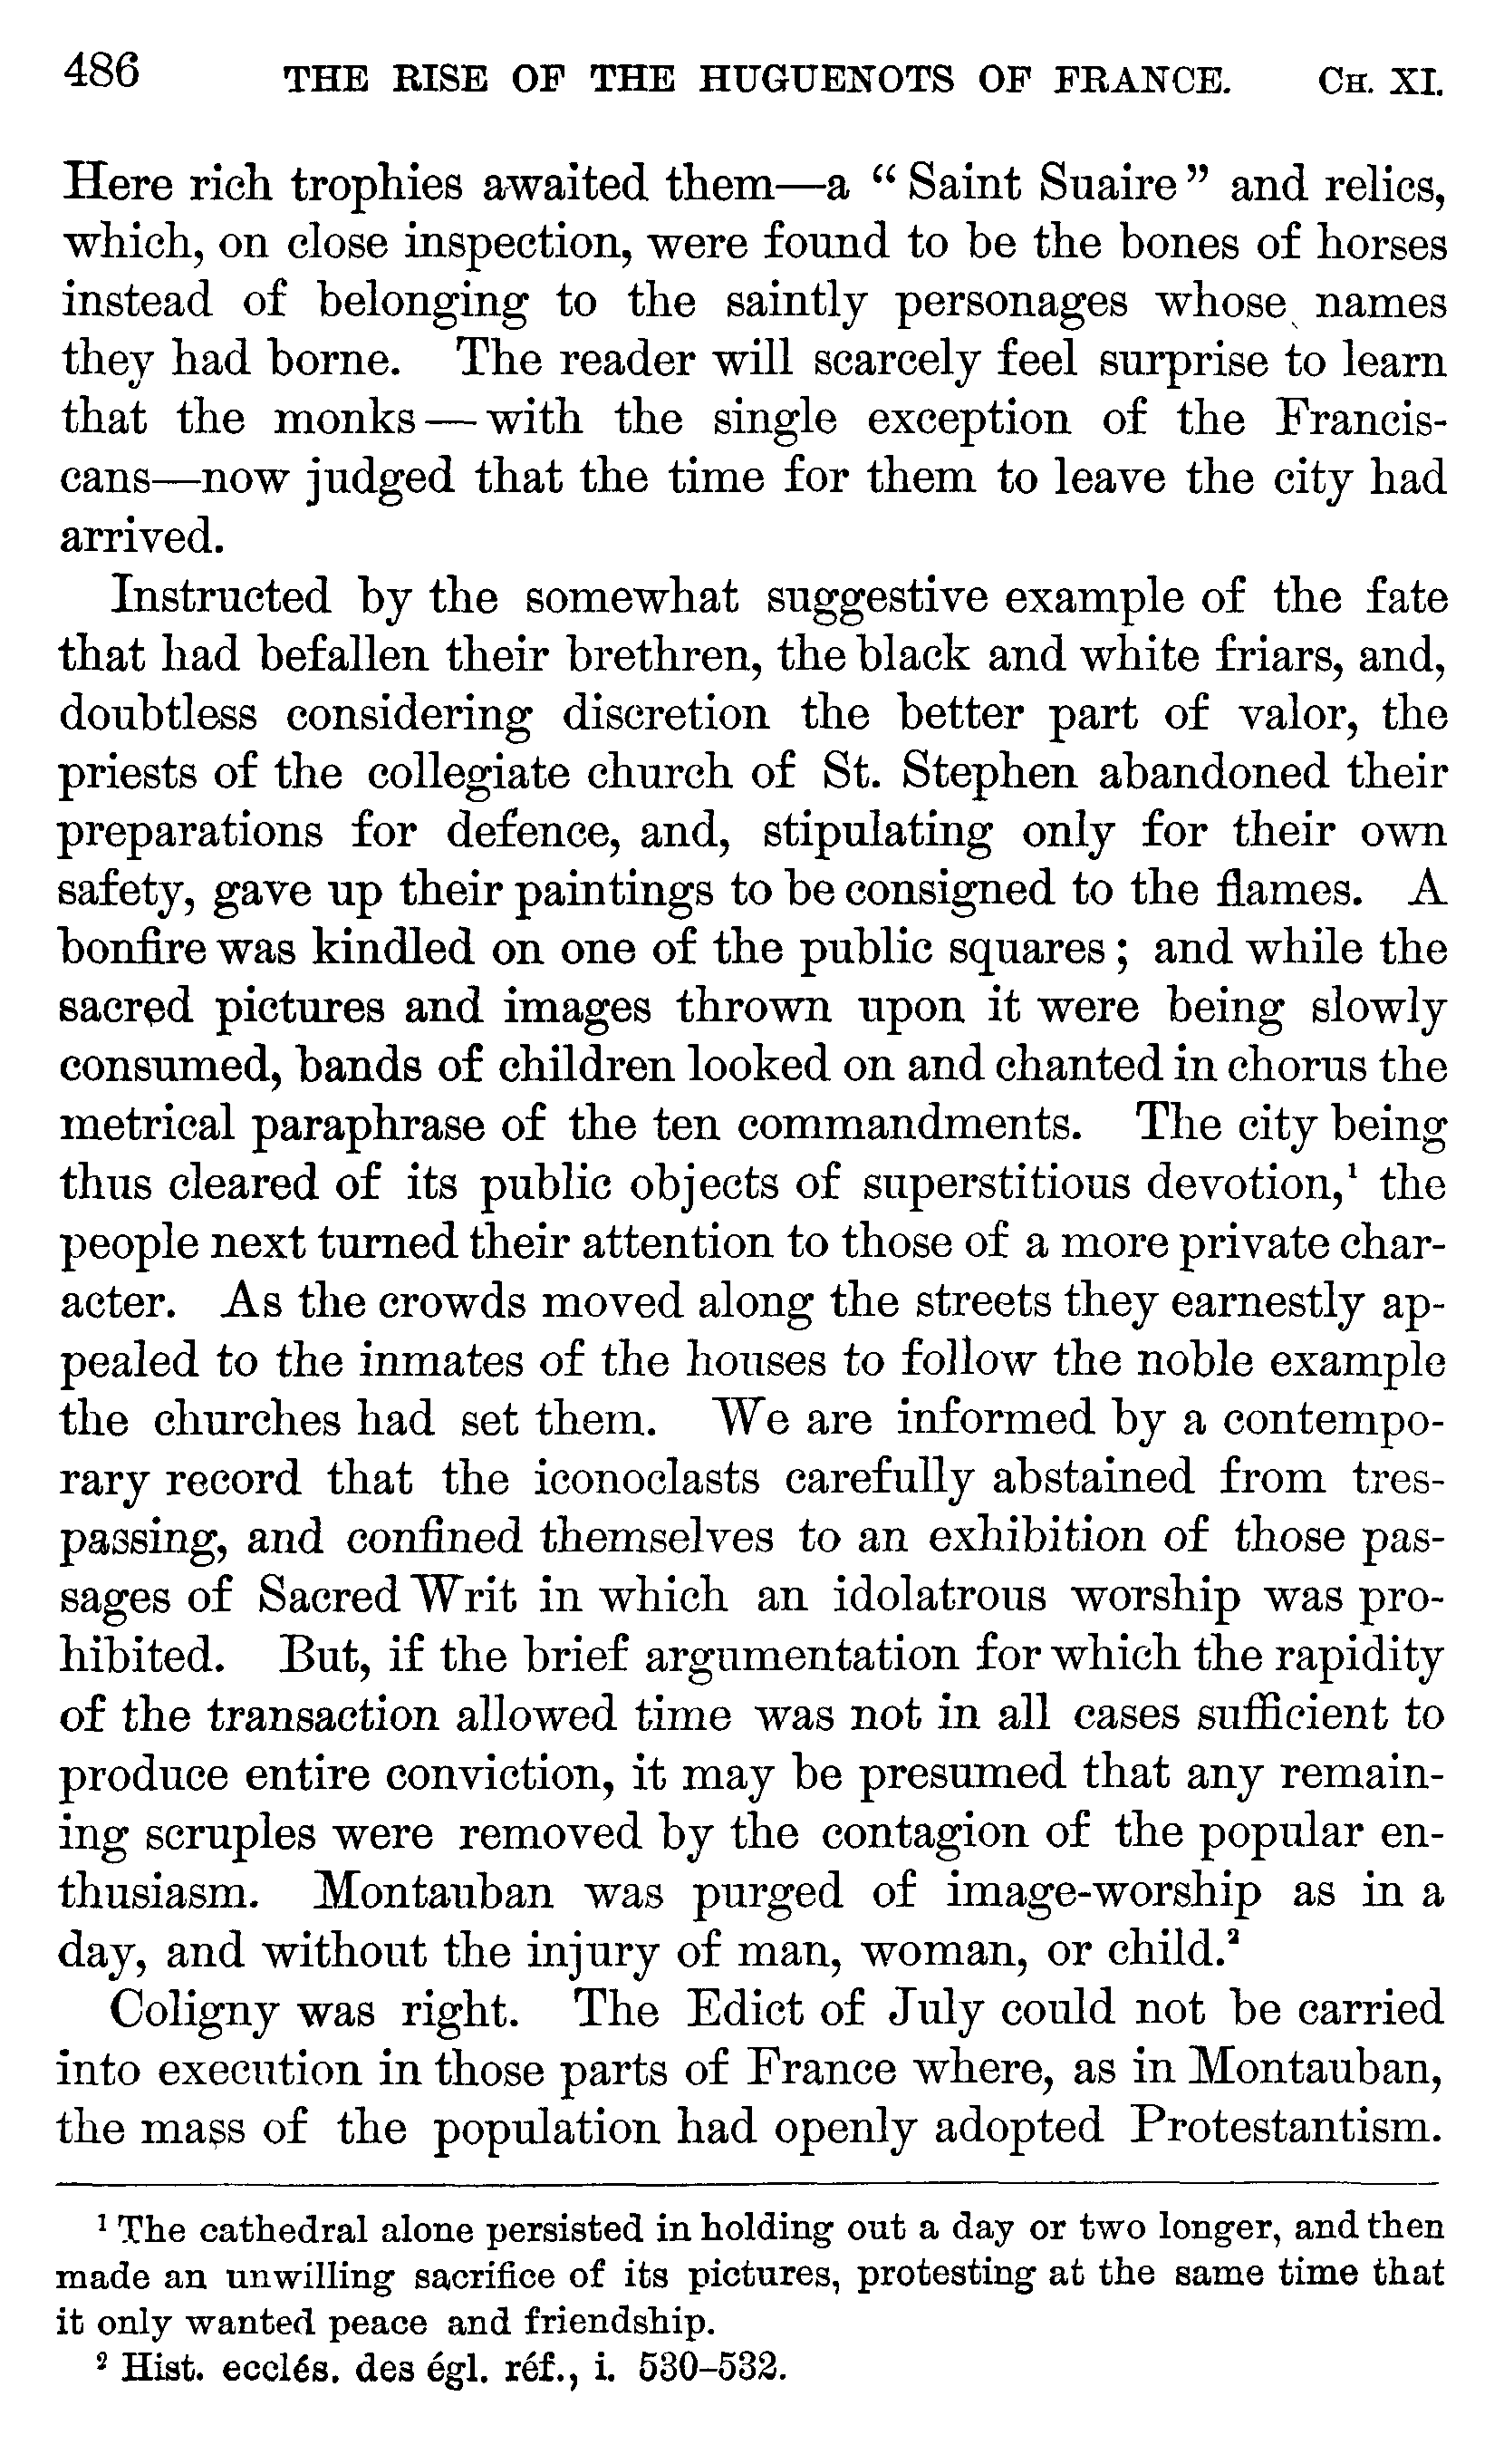 486 THE RISE OF THE HUGUENOTS OF FRANCE. CH. XI.
Here rich trophies awaited them—a “ Saint Suaire ” and relics,
which, on close inspection, were found to be the bones of horses
instead of belonging to the saintly personages whose names
they had borne. The reader will scarcely feel surprise to learn
that the monks — with the single exception of the Francis-
cans—now judged that the time for them to leave the city had
arrived.
Instructed by the somewhat suggestive example of the fate
that had befallen their brethren, the black and white friars, and,
doubtless considering discretion the better part of valor, the
priests of the collegiate church of St. Stephen abandoned their
preparations for defence, and, stipulating only for their own
safety, gave up their paintings to be consigned to the flames. A
bonfire was kindled on one of the public squares ; and while the
sacred pictures and images thrown upon it were being slowly
consumed, bands of children looked on and chanted in chorus the
metrical paraphrase of the ten commandments. The city being
thus cleared of its public objects of superstitious devotion,¹ the
people next turned their attention to those of a more private char-
acter. As the crowds moved along the streets they earnestly ap-
pealed to the inmates of the houses to follow the noble example
the churches had set them. We are informed by a contempo-
rary record that the iconoclasts carefully abstained from tres-
passing, and confined themselves to an exhibition of those pas-
sages of Sacred Writ in which an idolatrous worship was pro-
hibited. But, if the brief argumentation for which the rapidity
of the transaction allowed time was not in all cases sufficient to
produce entire conviction, it may be presumed that any remain-
ing scruples were removed by the contagion of the popular en-
thusiasm. Montauban was purged of image-worship as in a
day, and without the injury of man, woman, or child.²
Coligny was right. The Edict of July could not be carried
into execution in those parts of France where, as in Montauban,
the mass of the population had openly adopted Protestantism.
¹ The cathedral alone persisted in holding out a day or two longer, and then
made an unwilling sacrifice of its pictures, protesting at the same time that
it only wanted peace and friendship.
² Hist. ecclés. des égl. réf., i. 530–532.